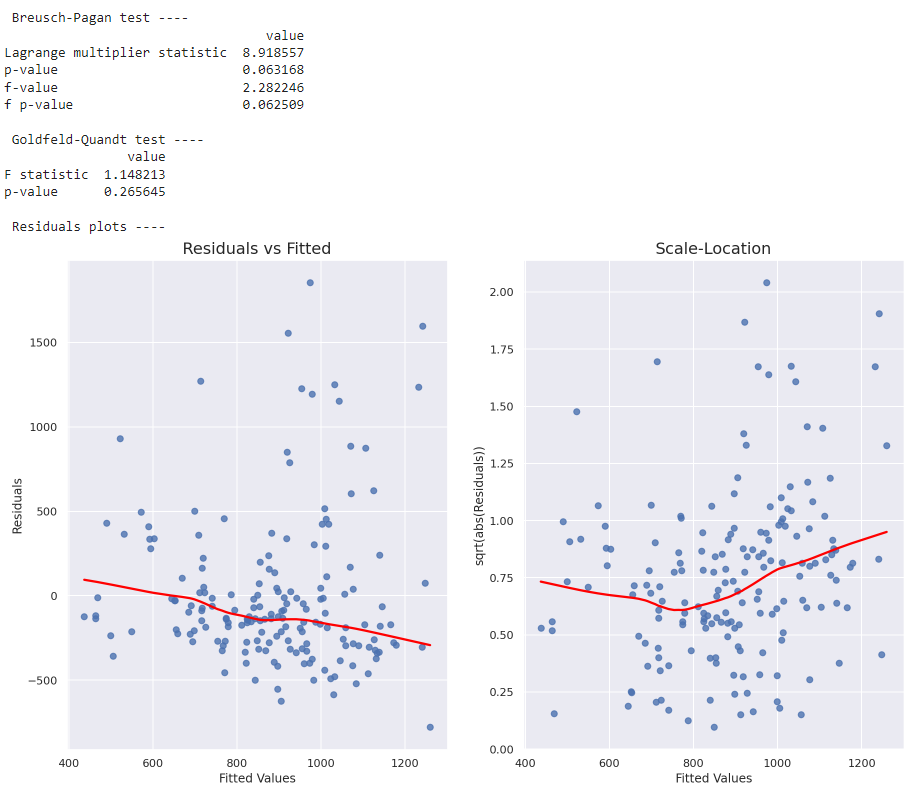 Breusch-Pagan test ----
value
Lagrange multiplier statistic 8.918557
p-value 0.063168
f-value 2.282246
f p-value 0.062509
Goldfeld-Quandt test ----
value
F statistic 1.148213
p-value 0.265645
Residuals plots ----
Residuals vs Fitted
1500
1000
500
0
−500
Residuals
400 600 800 1000 1200
Fitted Values
Scale-Location
2.00
1.75
1.50
1.25
1.00
0.75
0.50
0.25
0.00
sqrt(abs(Residuals))
400 600 800 1000 1200
Fitted Values